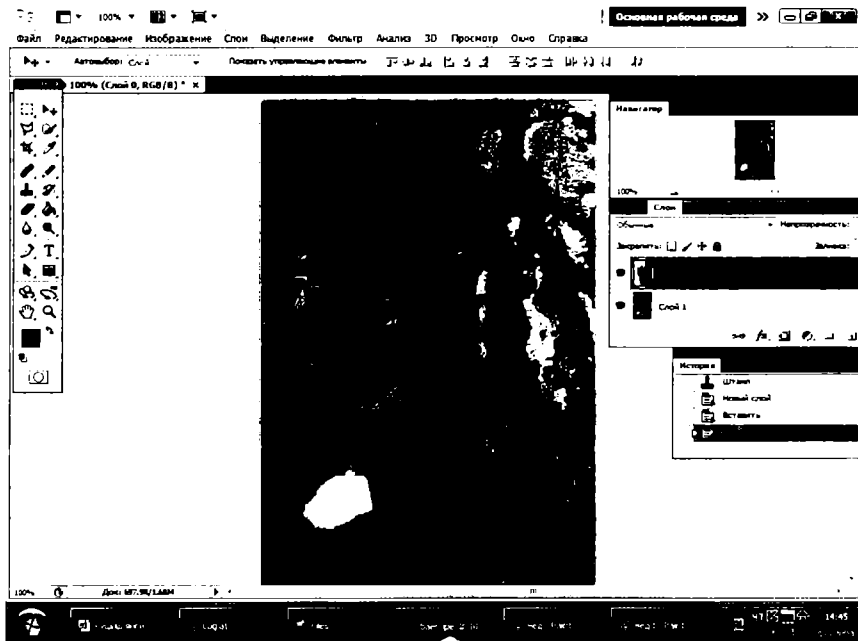 100%
Основная рабочая среда
Файл Редактирование Изображение Слои Выделение Фильтр Анализ 3D Просмотр Окно Справка
Автовыбор: Слой
Показать управляющие элементы
100% (Слой 0, RGB/8) * ×
Навигатор
100%
Слои
Обычные
Непрозрачность:
Закрепить:
Заливка:
Слой 1
История
Штамп
Новый слой
Вставить
100%
14:45